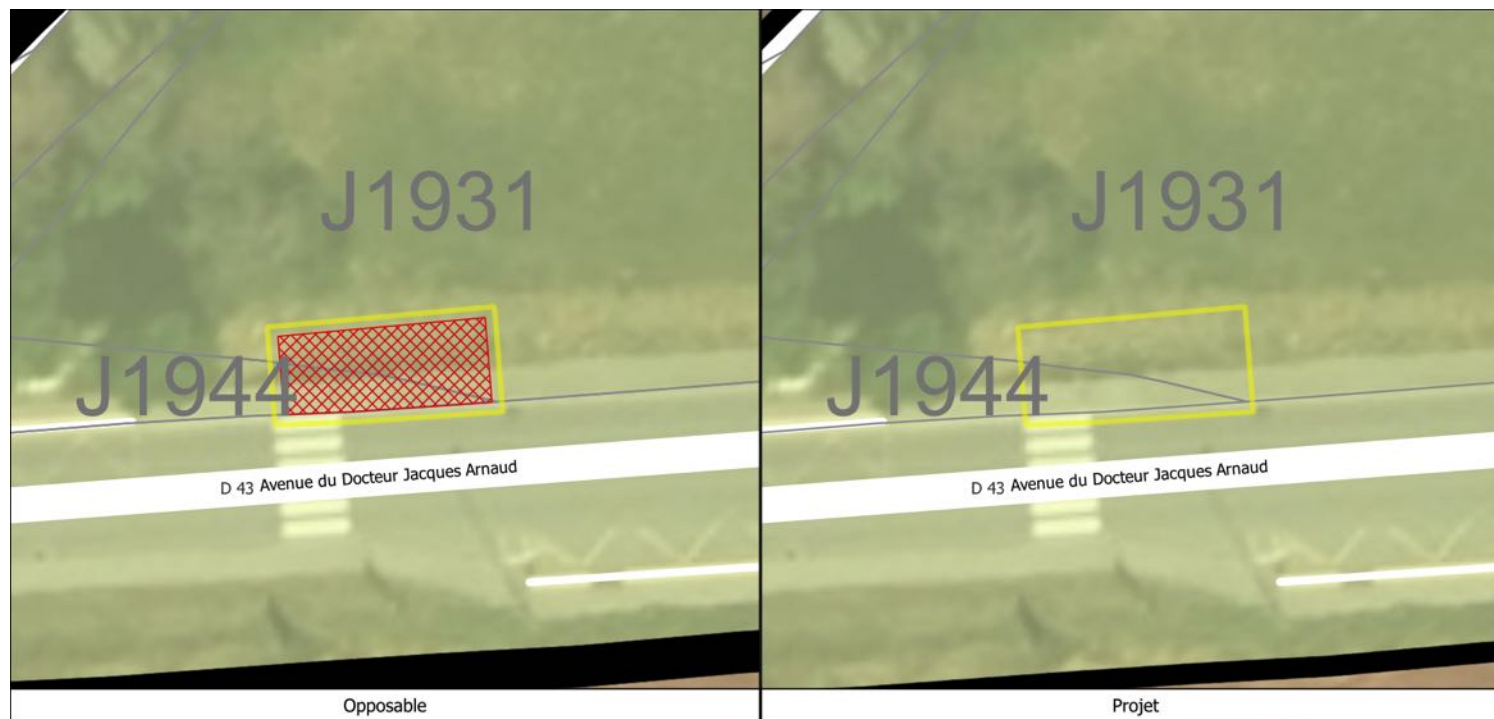 J1931
J1944
D 43 Avenue du Docteur Jacques Arnaud
Opposable
J1931
J1944
D 43 Avenue du Docteur Jacques Arnaud
Projet